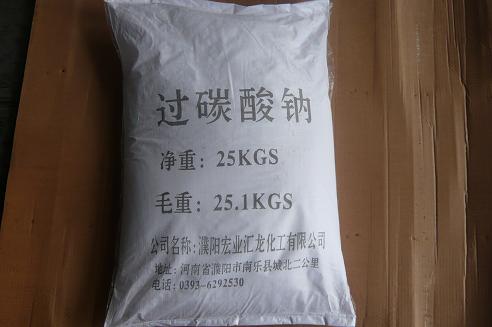 过碳酸钠
净重：25KGS
毛重：25.1KGS
公司名称：濮阳宏业汇龙化工有限公司
地址：河南省濮阳市南乐县城北二公里
电话：0393-6292530